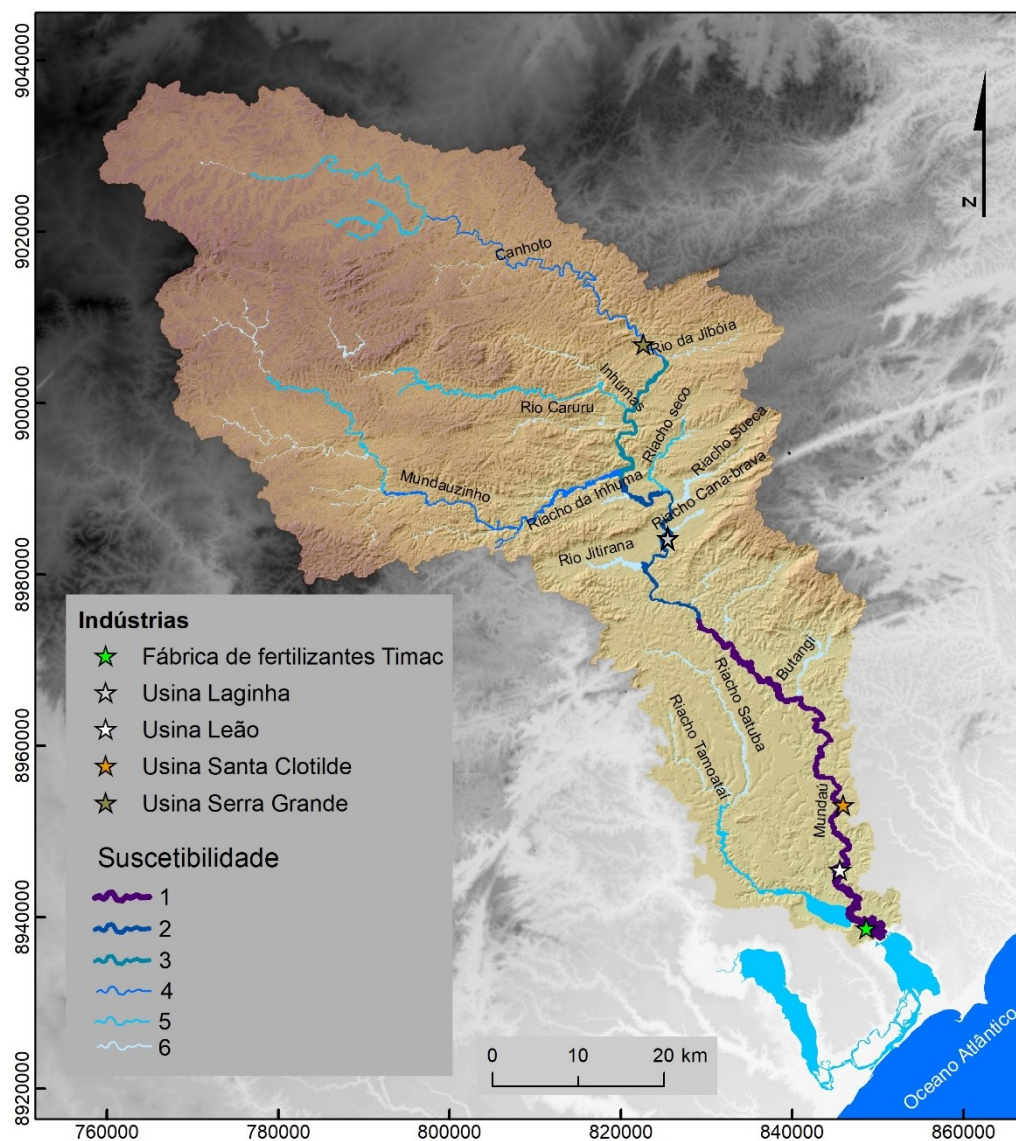 9040000
9020000
9000000
8980000
8960000
8940000
8920000
760000
780000
800000
820000
840000
860000
N
Canhoto
Rio da Jibóia
Inhúmas
Rio Caruru
Riacho seco
Riacho Sueca
Mundauzinho
Riacho da Inhuma
Riacho Cana-brava
Rio Jitirana
Butangi
Riacho Satuba
Riacho Tamoataí
Mundaú
Oceano Atlântico
Indústrias
Fábrica de fertilizantes Timac
Usina Laginha
Usina Leão
Usina Santa Clotilde
Usina Serra Grande
Suscetibilidade
1
2
3
4
5
6
0 10 20 km